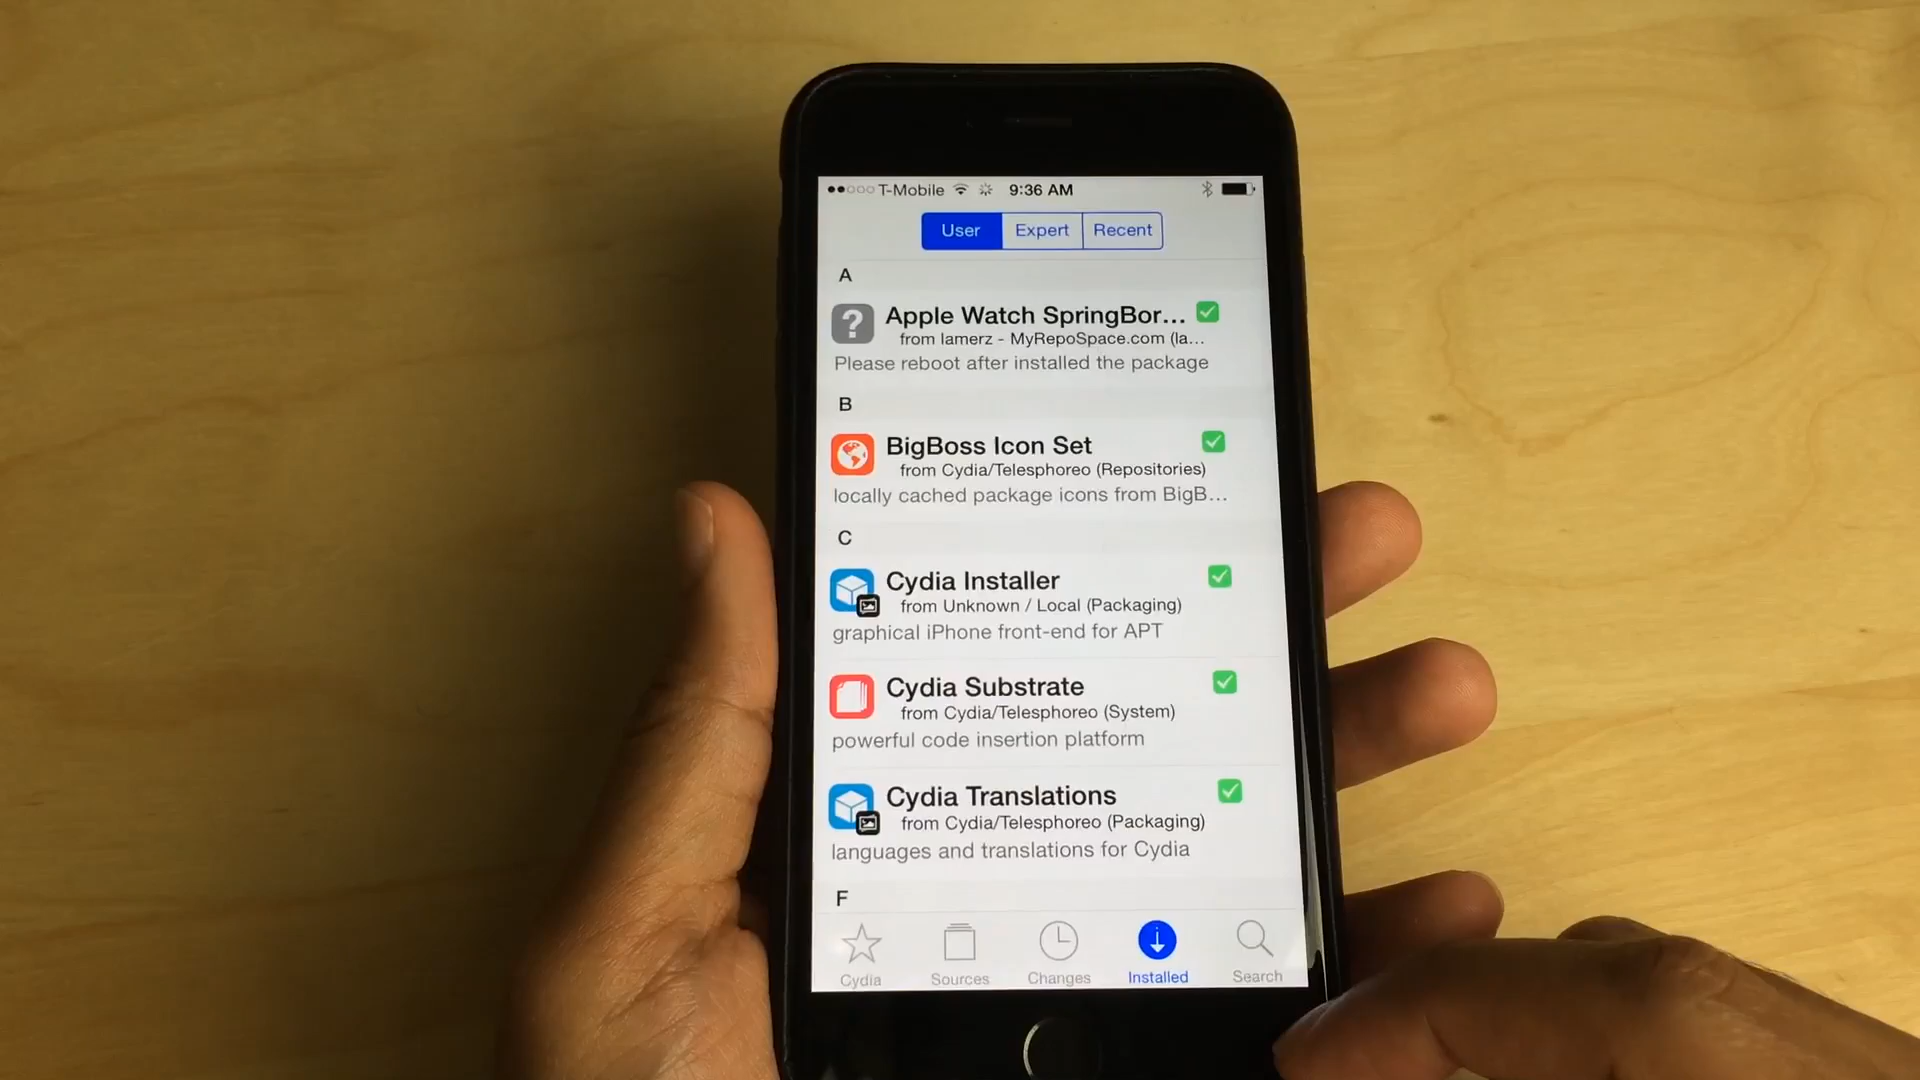 T-Mobile 9:36 AM
User Expert Recent
A
Apple Watch SpringBor...
from lamerz - MyRepoSpace.com (la...
Please reboot after installed the package
B
BigBoss Icon Set
from Cydia/Telesphoreo (Repositories)
locally cached package icons from BigB...
C
Cydia Installer
from Unknown / Local (Packaging)
graphical iPhone front-end for APT
Cydia Substrate
from Cydia/Telesphoreo (System)
powerful code insertion platform
Cydia Translations
from Cydia/Telesphoreo (Packaging)
languages and translations for Cydia
F
Cydia Sources Changes Installed Search